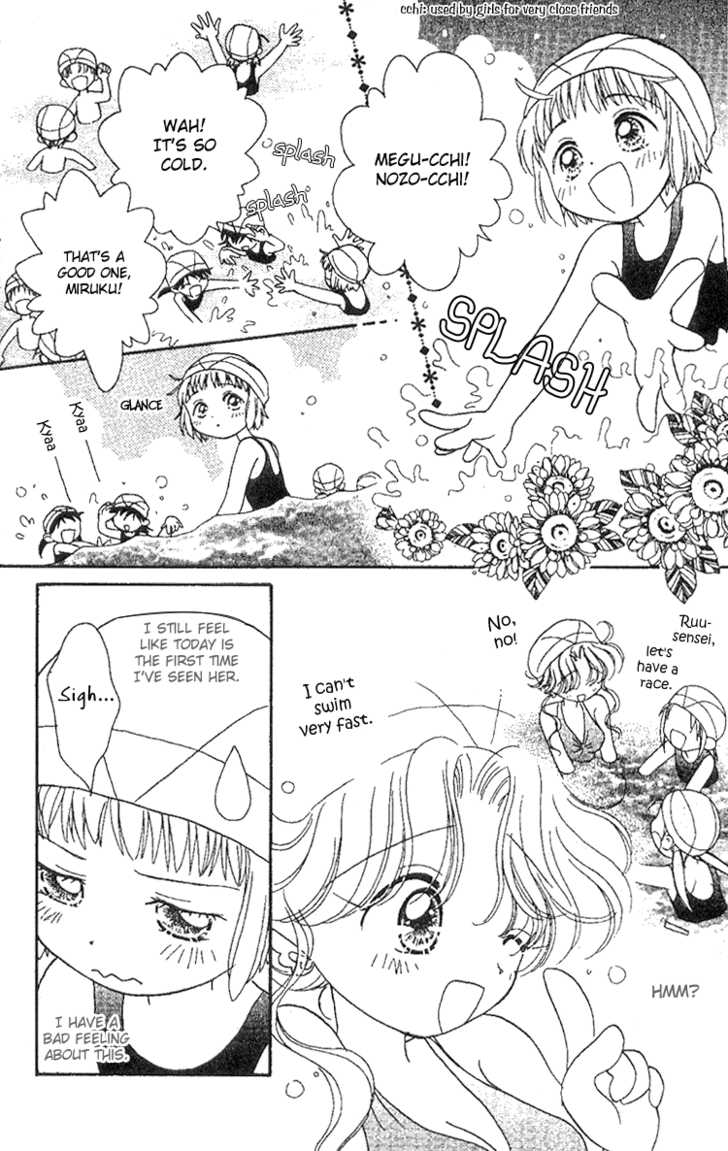 cchi: used by girls for very close friends
MEGU-CCHI!
NOZO-CCHI!
SPLASH
WAH!
IT'S SO
COLD.
splash
splash
THAT'S A
GOOD ONE,
MIRUKU!
GLANCE
Kyaa
Kyaa
Ruu-
sensei,
let's
have a
race.
No,
no!
I can't
swim
very fast.
HMM?
I STILL FEEL
LIKE TODAY IS
THE FIRST TIME
I'VE SEEN HER.
Sigh...
I HAVE A
BAD FEELING
ABOUT THIS.